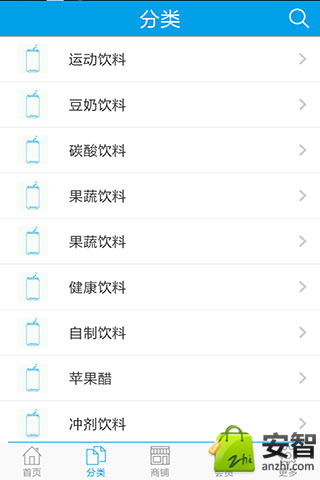 分类
运动饮料
豆奶饮料
碳酸饮料
果蔬饮料
果蔬饮料
健康饮料
自制饮料
苹果醋
冲剂饮料
首页
分类
商铺
会员
更多
zhi
安智
anzhi.com